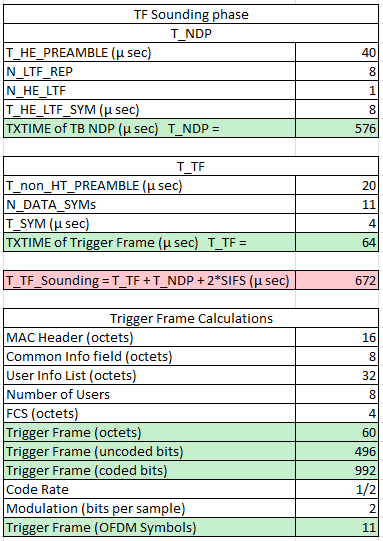 TF Sounding phase
T_NDP
T_HE_PREAMBLE (µ sec) 40
N_LTF_REP 8
N_HE_LTF 1
T_HE_LTF_SYM (µ sec) 8
TXTIME of TB NDP (µ sec) T_NDP = 576
T_TF
T_non_HT_PREAMBLE (µ sec) 20
N_DATA_SYMs 11
T_SYM (µ sec) 4
TXTIME of Trigger Frame (µ sec) T_TF = 64
T_TF_Sounding = T_TF + T_NDP + 2*SIFS (µ sec) 672
Trigger Frame Calculations
MAC Header (octets) 16
Common Info field (octets) 8
User Info List (octets) 32
Number of Users 8
FCS (octets) 4
Trigger Frame (octets) 60
Trigger Frame (uncoded bits) 496
Trigger Frame (coded bits) 992
Code Rate 1/2
Modulation (bits per sample) 2
Trigger Frame (OFDM Symbols) 11